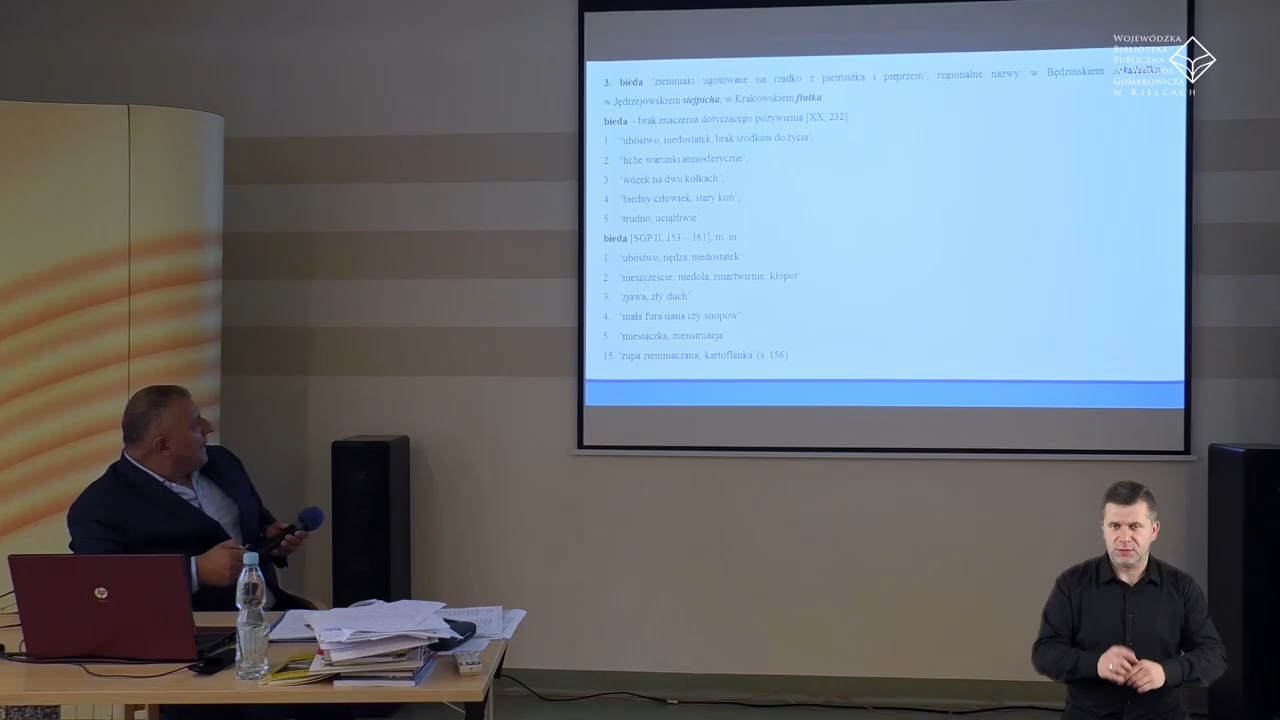 3. bieda 'ziemniaki ugotowane na rzadko z pietruszką i pieprzem', regionalne nazwy w Będzińskiem
w Jędrzejowskiem siejpicha, w Krakowskiem fiutka
bieda – brak znaczenia dotyczącego pożywienia [XX, 232]
1 'ubóstwo, niedostatek, brak środków do życia',
2 'liche warunki atmosferyczne',
3 'wózek na dwu kółkach',
4 'biedny człowiek, stary koń',
5 'trudno, uciążliwie'
bieda [SGP II, 153 – 161], m. in.
1 'ubóstwo, nędza, niedostatek'
2 'nieszczęście, niedola, zmartwienie, kłopot'
3. 'zjawa, zły duch'
4. 'mała fura siana czy snopów'
5 'miesiączka, menstruacja'
15. 'zupa ziemniaczana, kartoflanka' (s. 156)
Wojewódzka
Biblioteka
Publiczna
Gombrowicza
w Kielcach
hp